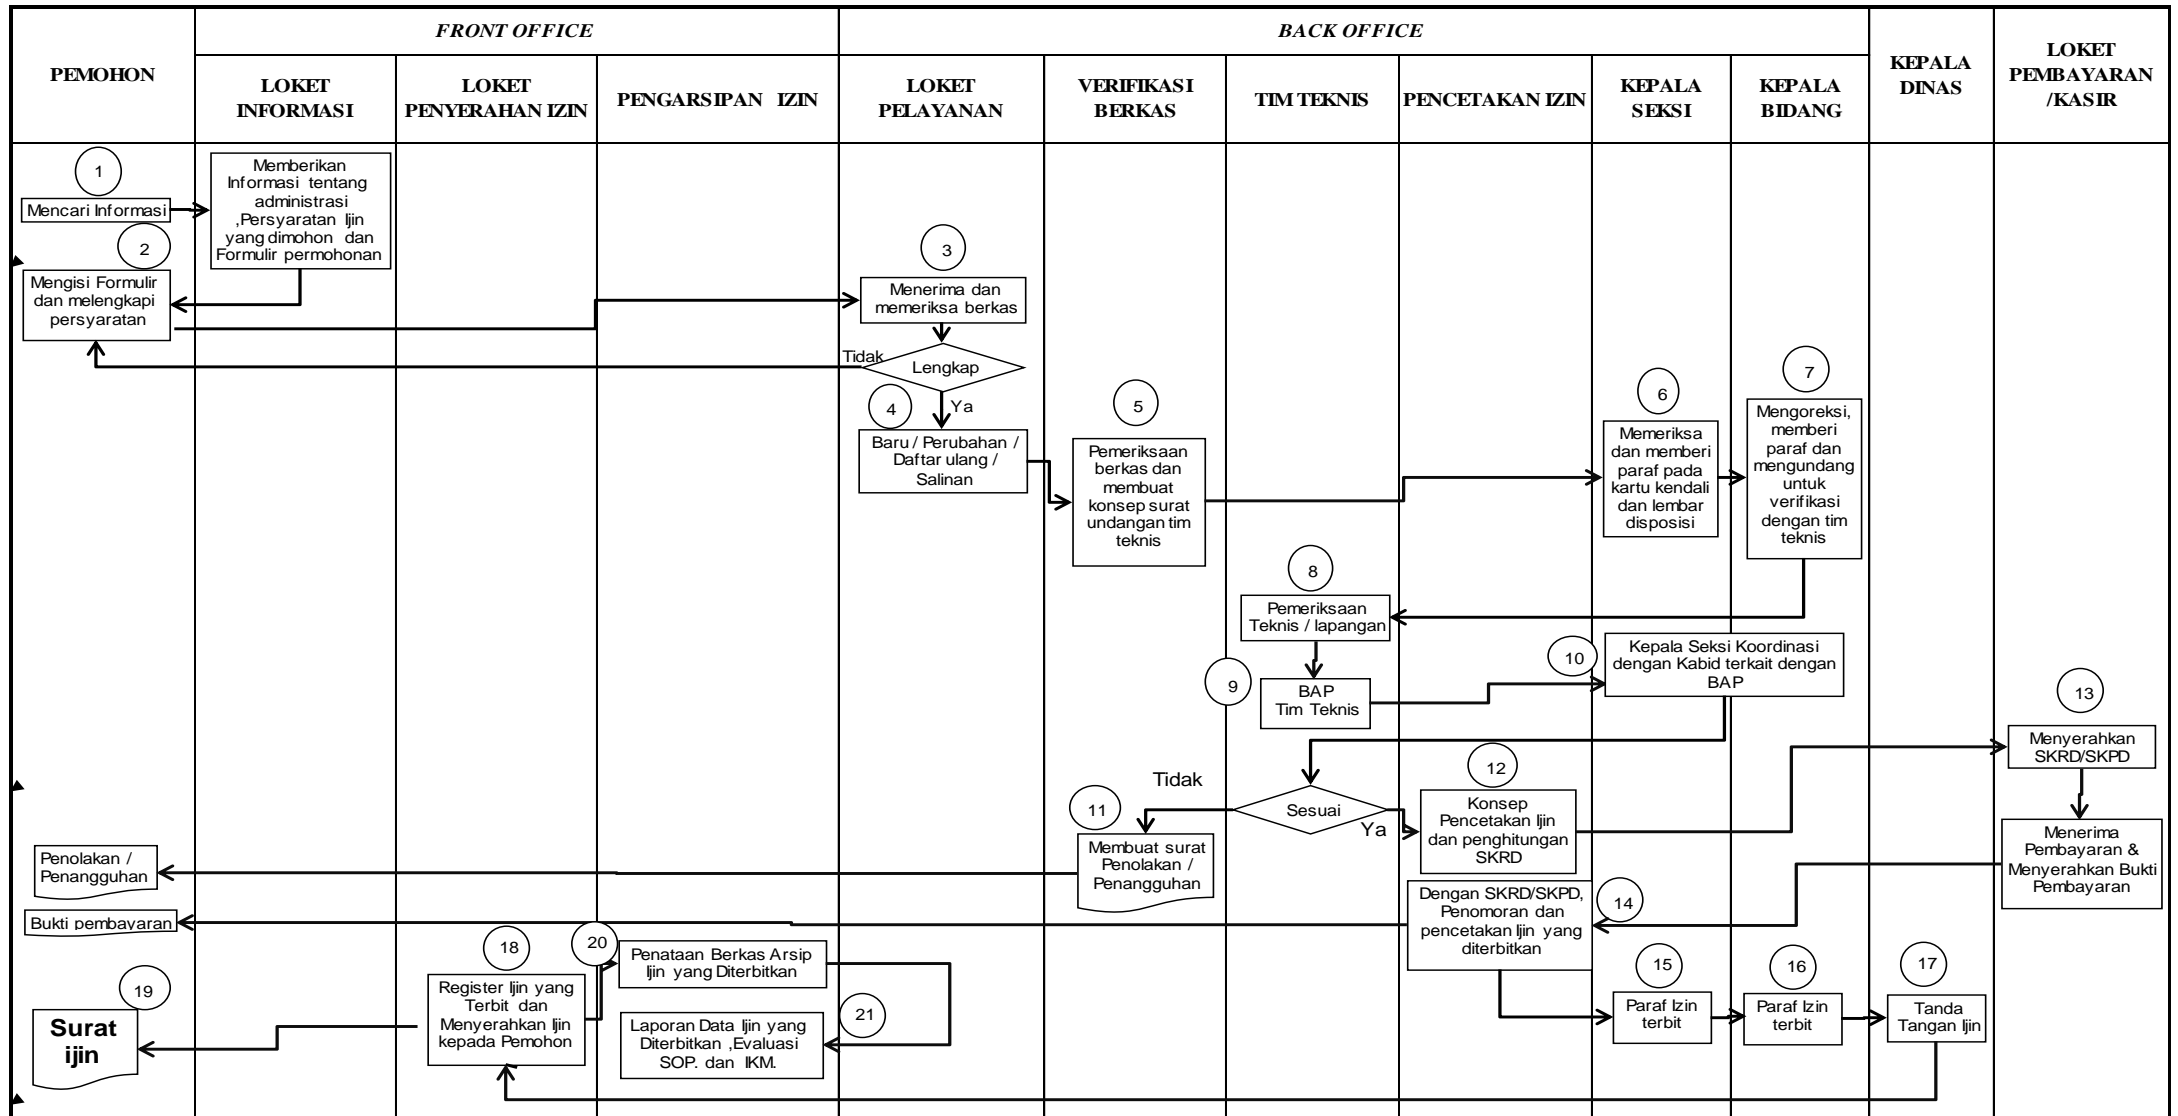 FRONT OFFICE
BACK OFFICE
PEMOHON
LOKET
INFORMASI
LOKET
PENYERAHAN IZIN
PENGARSIPAN IZIN
LOKET
PELAYANAN
VERIFIKASI
BERKAS
TIM TEKNIS
PENCETAKAN IZIN
KEPALA
SEKSI
KEPALA
BIDANG
KEPALA
DINAS
LOKET
PEMBAYARAN
/KASIR
1
Mencari Informasi
Memberikan
Informasi tentang
administrasi
,Persyaratan Ijin
yang dimohon dan
Formulir permohonan
2
Mengisi Formulir
dan melengkapi
persyaratan
3
Menerima dan
memeriksa berkas
Tidak
Lengkap
Ya
4
Baru / Perubahan /
Daftar ulang /
Salinan
5
Pemeriksaan
berkas dan
membuat
konsep surat
undangan tim
teknis
6
Memeriksa
dan memberi
paraf pada
kartu kendali
dan lembar
disposisi
7
Mengoreksi,
memberi
paraf dan
mengundang
untuk
verifikasi
dengan tim
teknis
8
Pemeriksaan
Teknis / lapangan
9
BAP
Tim Teknis
10
Kepala Seksi Koordinasi
dengan Kabid terkait dengan
BAP
Sesuai
Tidak
Ya
11
Membuat surat
Penolakan /
Penangguhan
12
Konsep
Pencetakan Ijin
dan penghitungan
SKRD
13
Menyerahkan
SKRD/SKPD
Menerima
Pembayaran &
Menyerahkan Bukti
Pembayaran
Penolakan /
Penangguhan
Bukti pembayaran
14
Dengan SKRD/SKPD,
Penomoran dan
pencetakan Ijin yang
diterbitkan
15
Paraf Izin
terbit
16
Paraf Izin
terbit
17
Tanda
Tangan Ijin
18
Register Ijin yang
Terbit dan
Menyerahkan Ijin
kepada Pemohon
19
Surat
ijin
20
Penataan Berkas Arsip
Ijin yang Diterbitkan
21
Laporan Data Ijin yang
Diterbitkan ,Evaluasi
SOP. dan IKM.